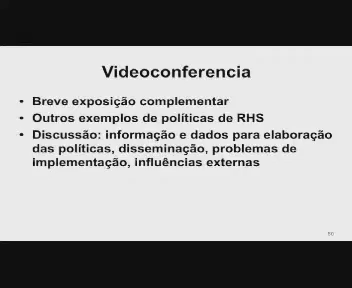 Videoconferencia
• Breve exposição complementar
• Outros exemplos de políticas de RHS
• Discussão: informação e dados para elaboração
das políticas, disseminação, problemas de
implementação, influências externas